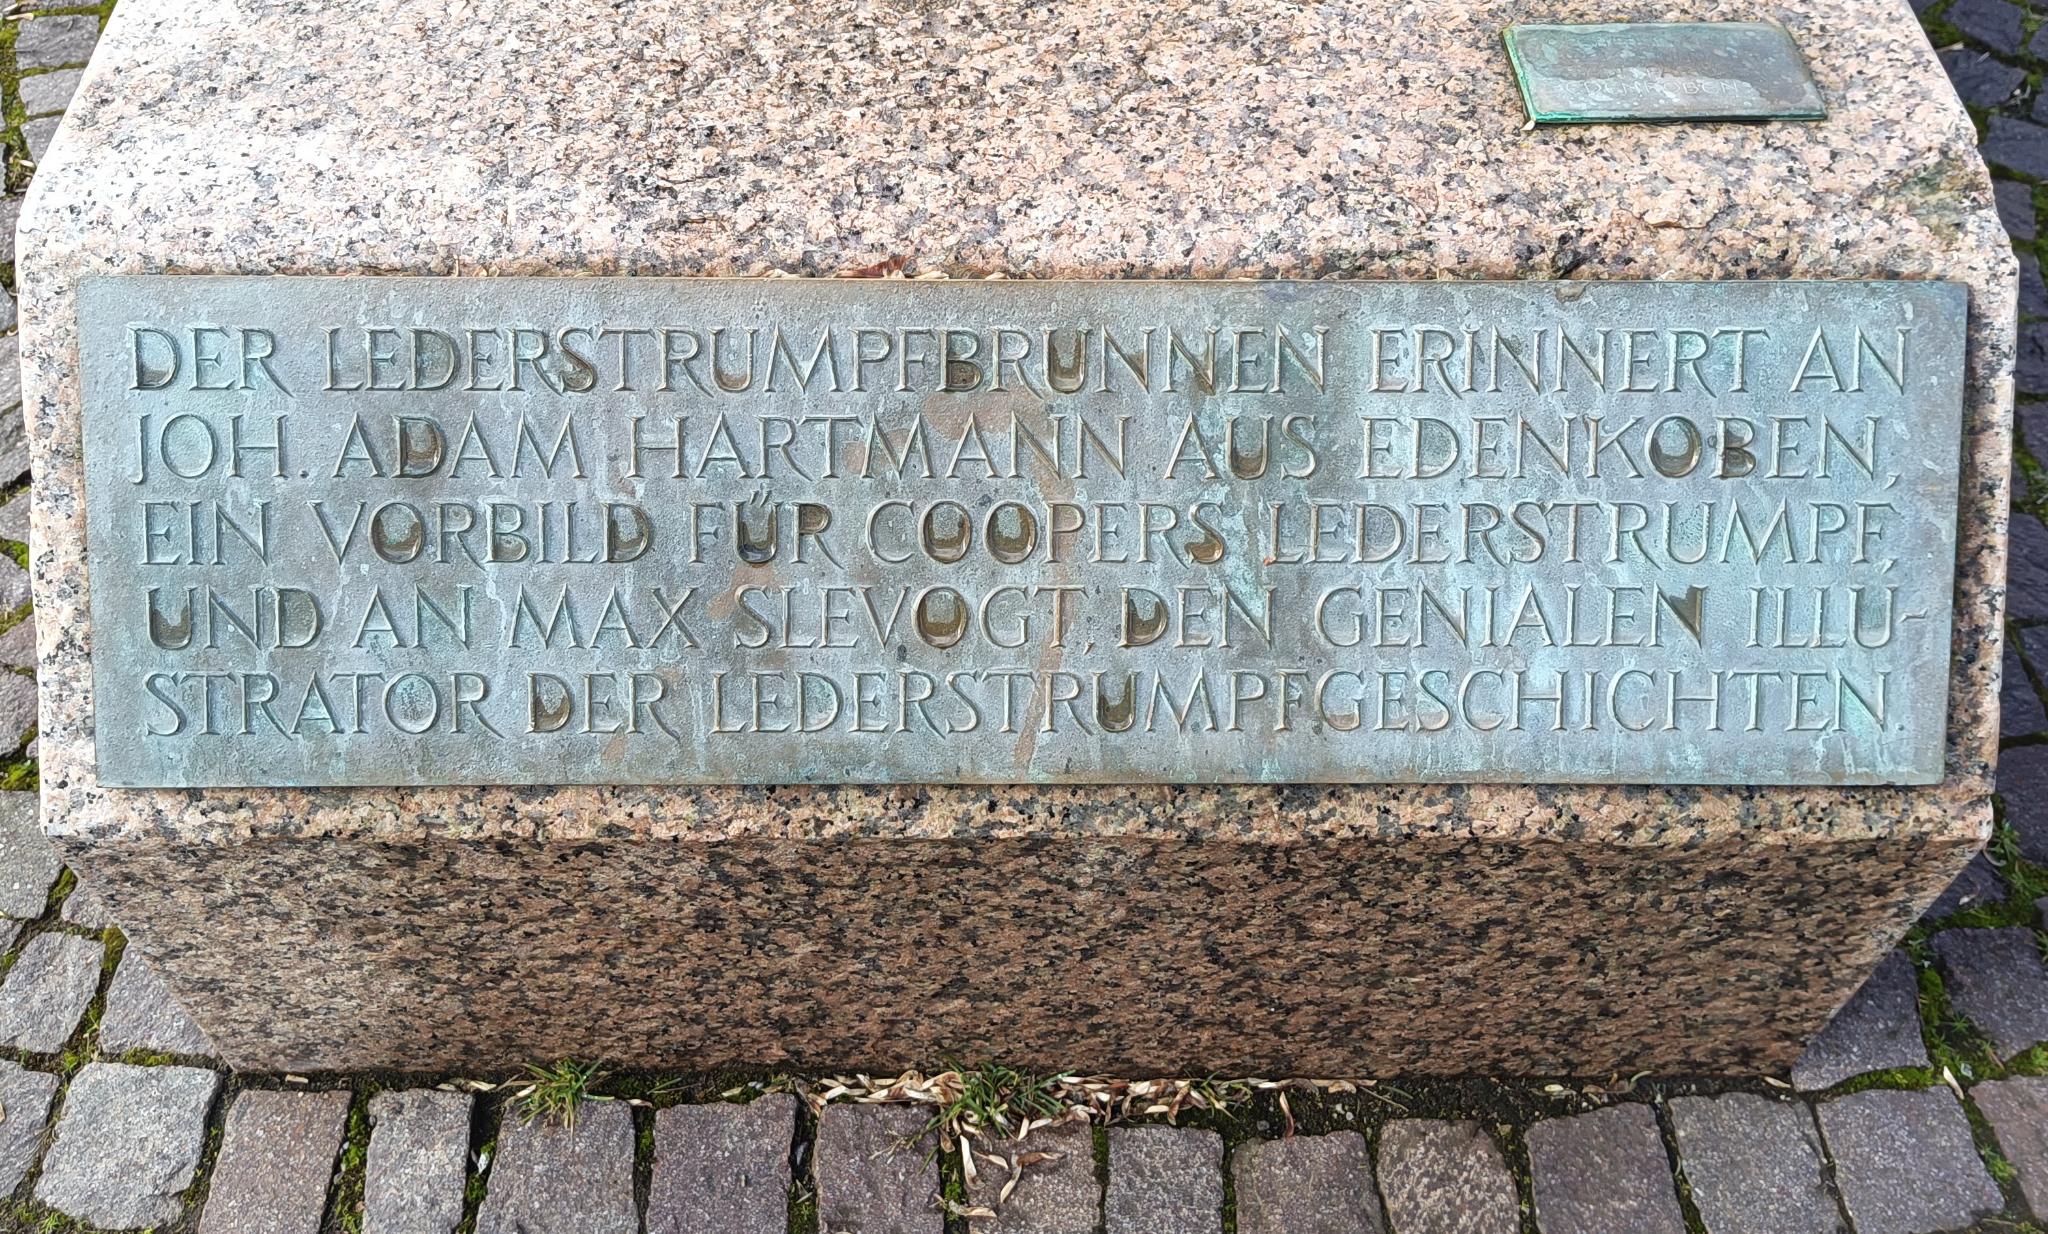 EDENKOBEN
DER LEDERSTRUMPFBRUNNEN ERINNERT AN
JOH. ADAM HARTMANN AUS EDENKOBEN,
EIN VORBILD FÜR COOPERS LEDERSTRUMPF,
UND AN MAX SLEVOGT, DEN GENIALEN ILLU-
STRATOR DER LEDERSTRUMPFGESCHICHTEN